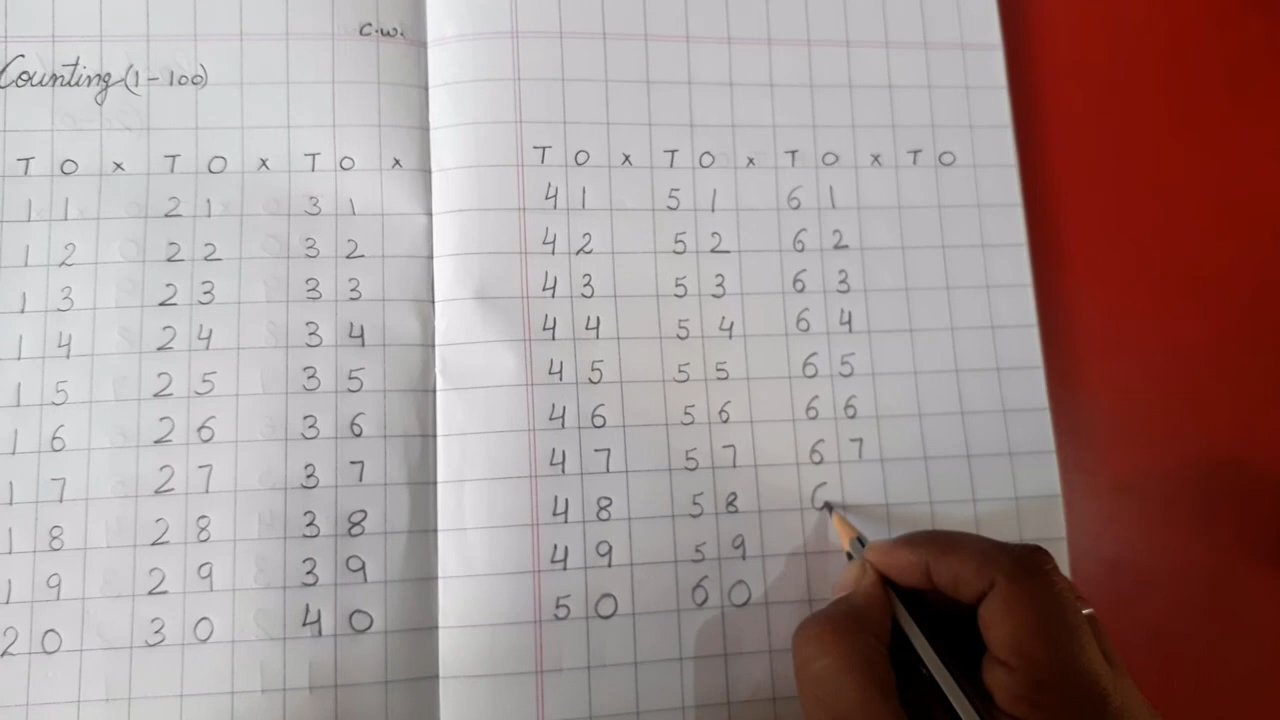 C.W.
Counting (1-100)
T O × T O × T O ×
1 1 2 1 3 1
1 2 2 2 3 2
1 3 2 3 3 3
1 4 2 4 3 4
1 5 2 5 3 5
1 6 2 6 3 6
1 7 2 7 3 7
1 8 2 8 3 8
1 9 2 9 3 9
2 0 3 0 4 0
T O × T O × T O × T O
4 1 5 1 6 1
4 2 5 2 6 2
4 3 5 3 6 3
4 4 5 4 6 4
4 5 5 5 6 5
4 6 5 6 6 6
4 7 5 7 6 7
4 8 5 8 6
4 9 5 9
5 0 6 0